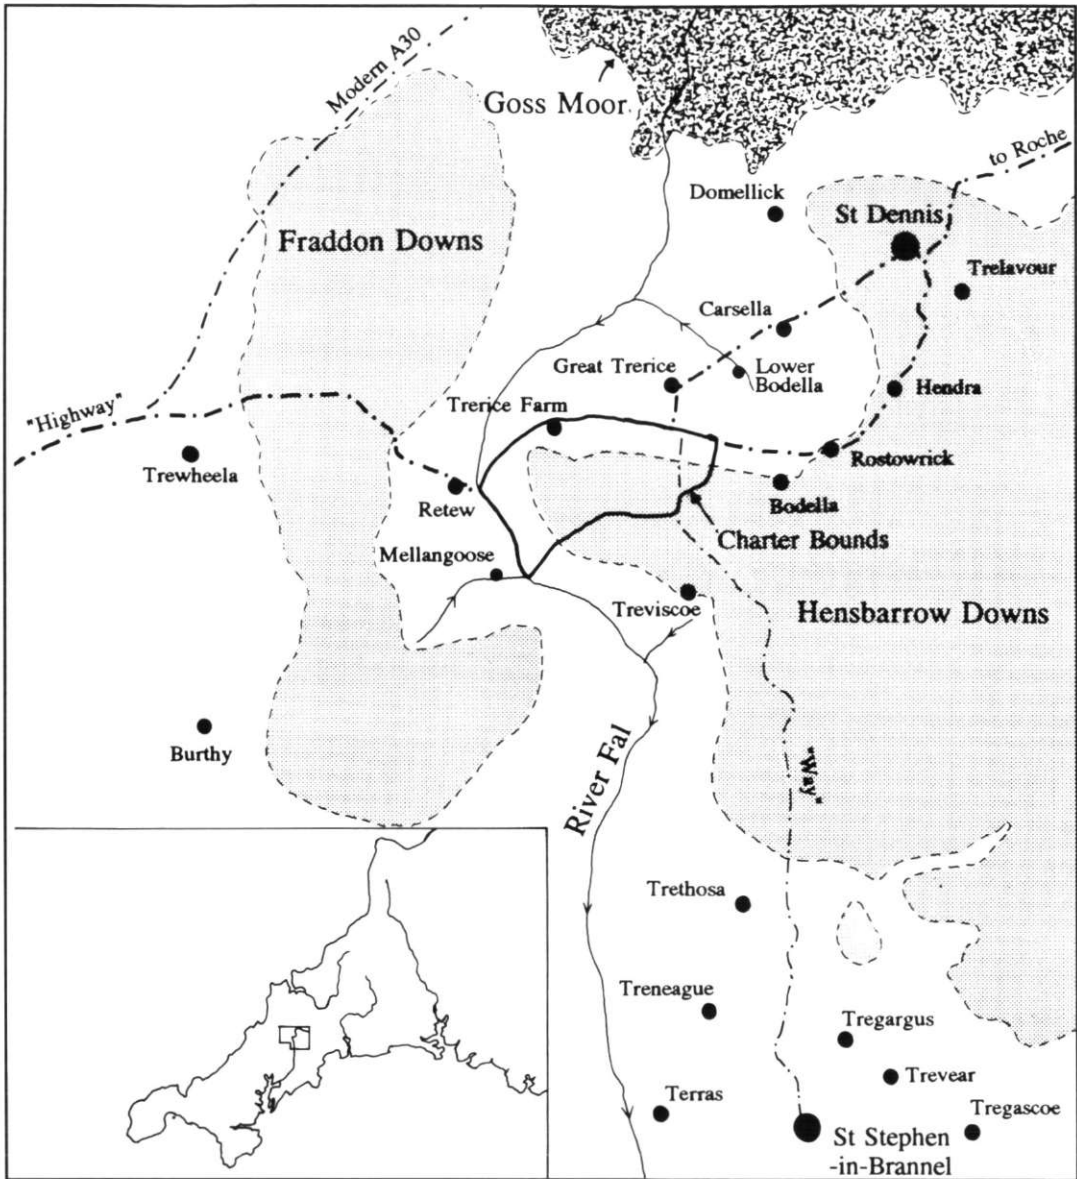 Modern A30
Goss Moor
to Roche
Domellick
St Dennis
Fraddon Downs
Trelavour
Carsella
Great Trerice
Lower
Bodella
Hendra
"Highway"
Trerice Farm
Trewheela
Rostowrick
Retew
Bodella
Charter Bounds
Mellangoose
Treviscoe
Hensbarrow Downs
Burthy
River Fal
"Way"
Trethosa
Treneague
Tregargus
Trevear
Terras
Tregascoe
St Stephen
-in-Brannel